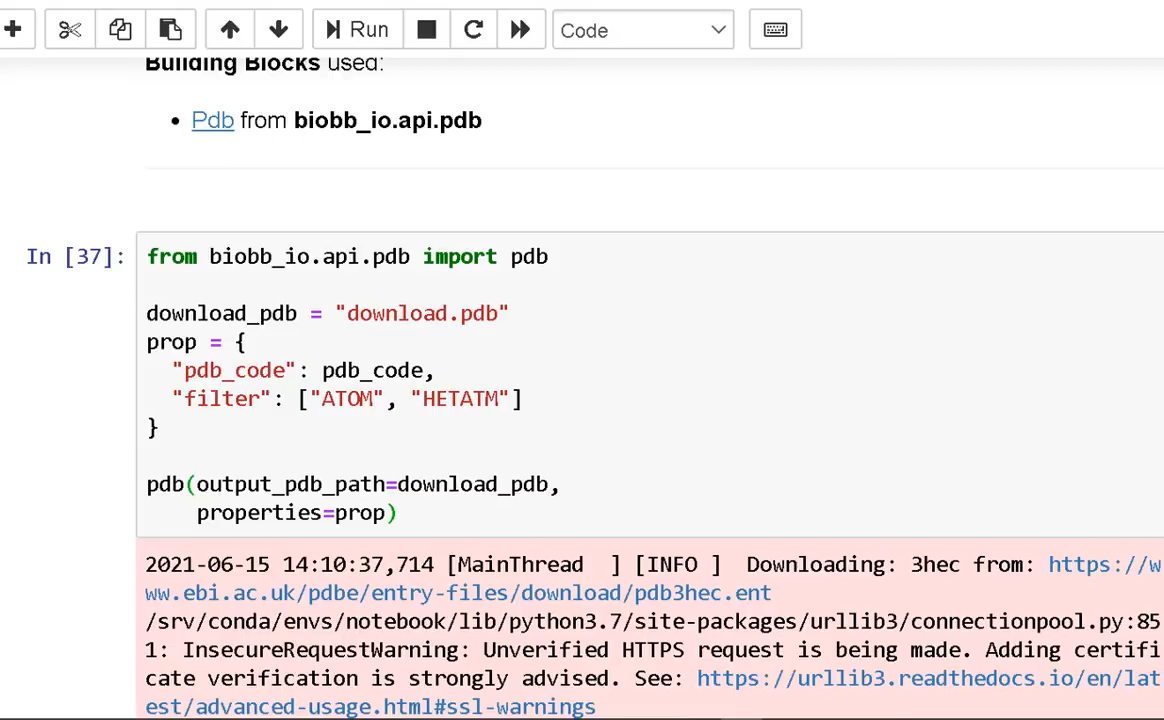 Run Code
Building Blocks used:
Pdb from biobb_io.api.pdb
In [37]:
from biobb_io.api.pdb import pdb
download_pdb = "download.pdb"
prop = {
"pdb_code": pdb_code,
"filter": ["ATOM", "HETATM"]
}
pdb(output_pdb_path=download_pdb,
properties=prop)
2021-06-15 14:10:37,714 [MainThread  ] [INFO ]  Downloading: 3hec from: https://w
ww.ebi.ac.uk/pdbe/entry-files/download/pdb3hec.ent
/srv/conda/envs/notebook/lib/python3.7/site-packages/urllib3/connectionpool.py:85
1: InsecureRequestWarning: Unverified HTTPS request is being made. Adding certifi
cate verification is strongly advised. See: https://urllib3.readthedocs.io/en/lat
est/advanced-usage.html#ssl-warnings